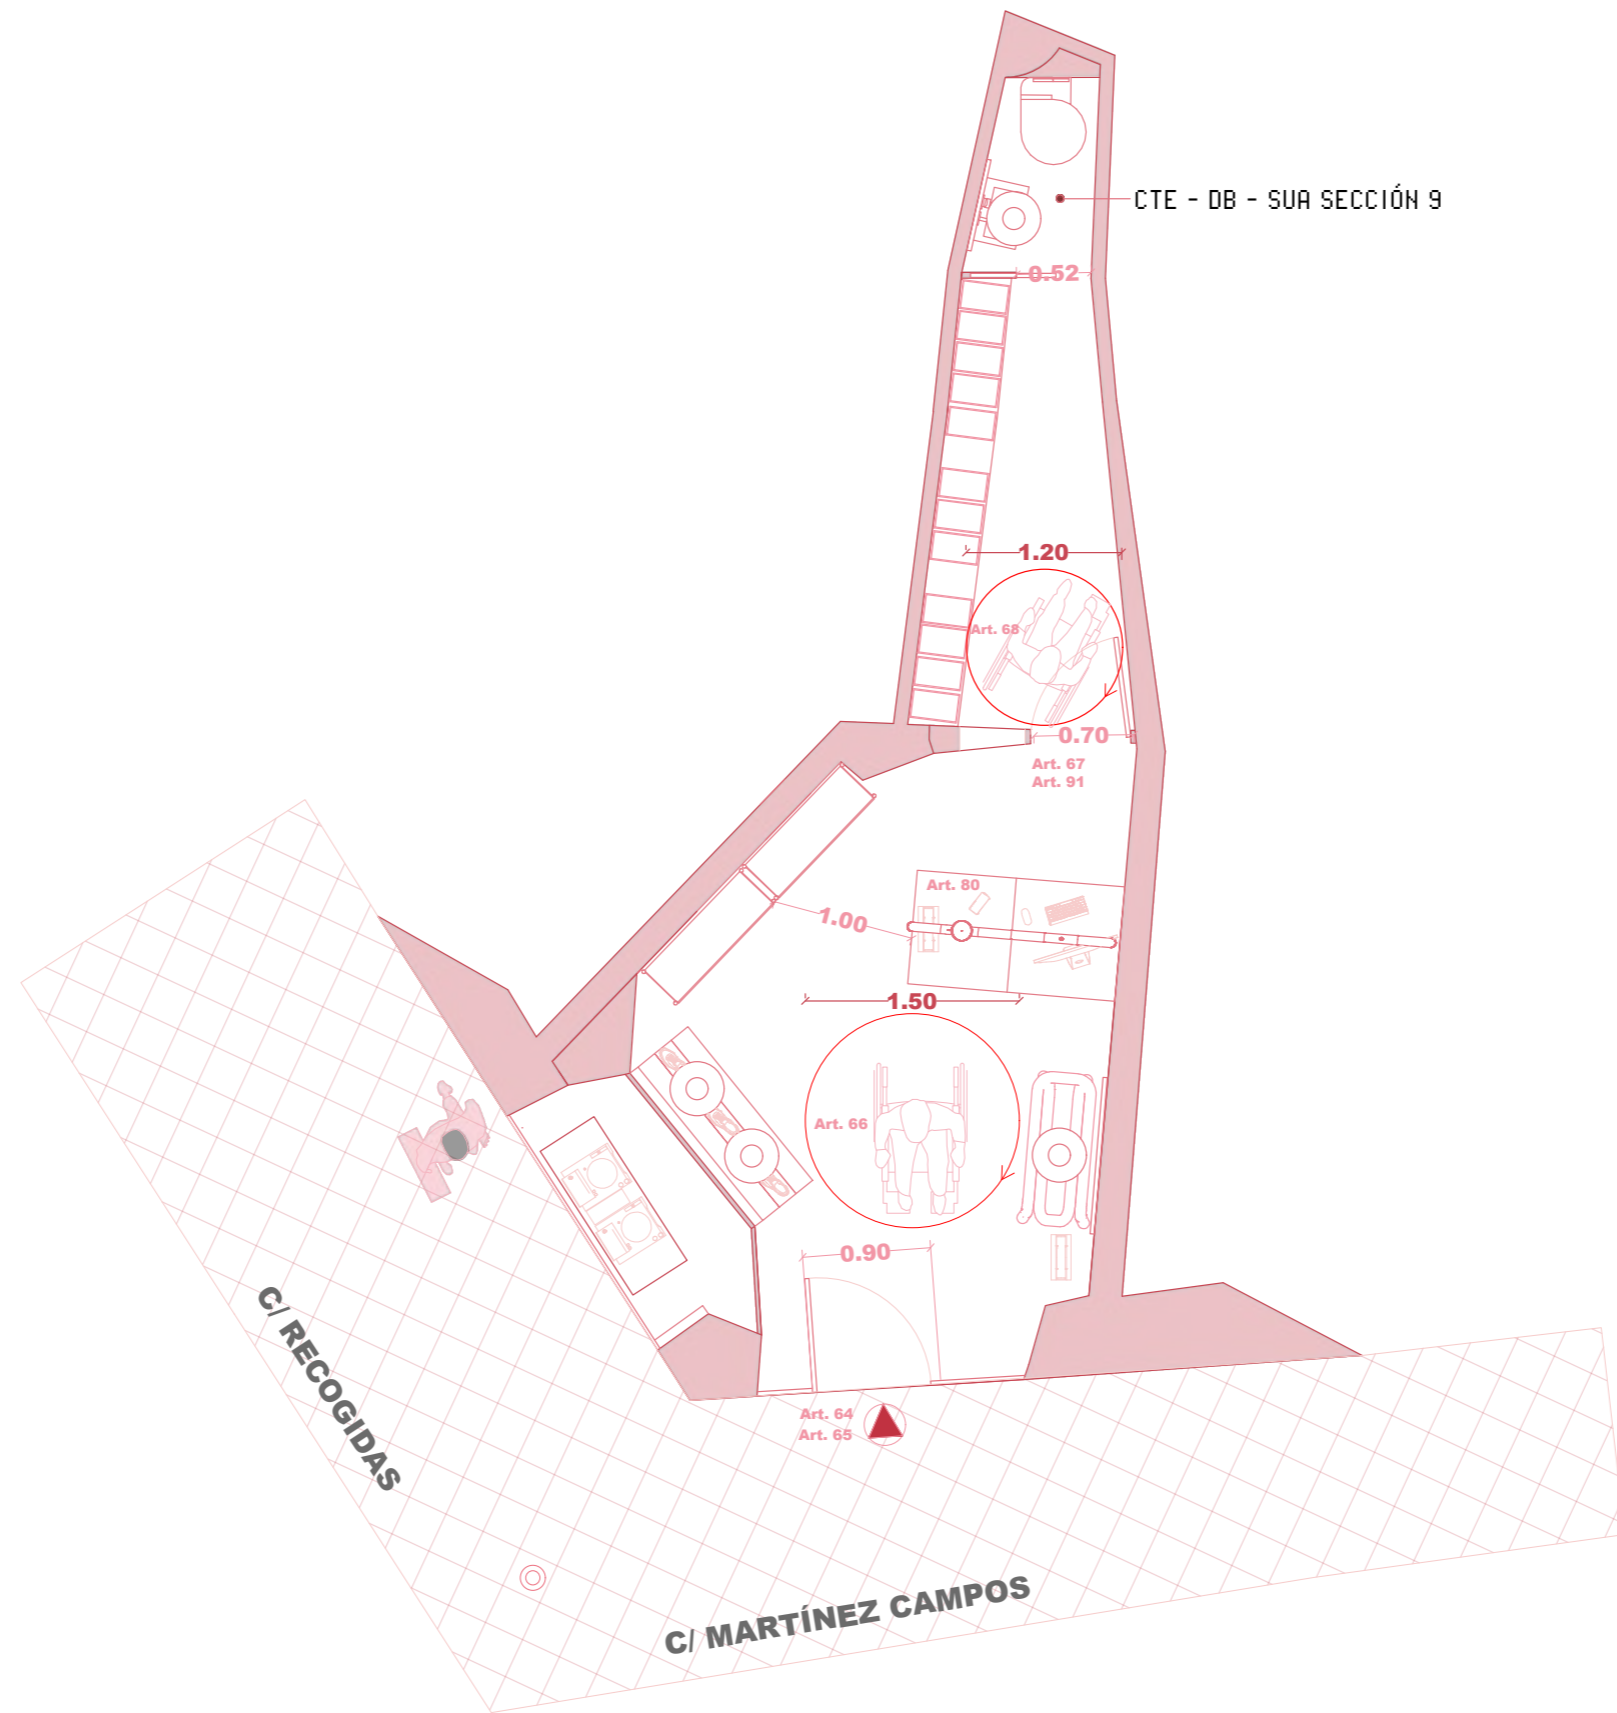 CTE - DB - SUA SECCIÓN 9
0.52
1.20
Art. 68
0.70
Art. 67
Art. 91
Art. 80
1.00
1.50
Art. 66
0.90
Art. 64
Art. 65
C/ RECOGIDAS
C/ MARTÍNEZ CAMPOS